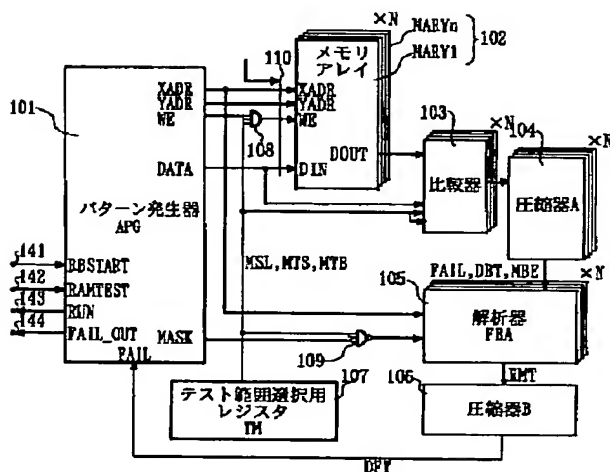 ×N
MARYn
MARY1
102
110
メモリ
アレイ
XADR
YADR
WE
DIN
DOUT
101
XADR
YADR
WE
DATA
108
パターン発生器
APG
103
×N
比較器
104
×N
圧縮器A
141
142
143
144
BBSTART
RAMTEST
RUN
FAIL_OUT
FAIL
MASK
MSL,MTS,MTB
109
FAIL,DBT,MBE
×N
105
解析器
FBA
107
テスト範囲選択用
レジスタ
TM
RMT
106
圧縮器B